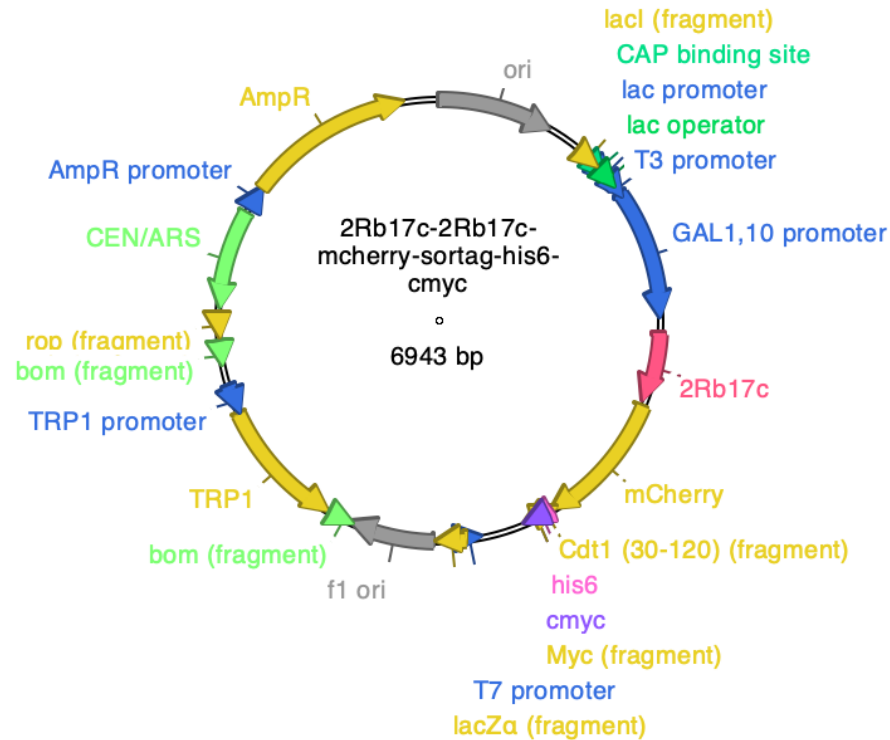 lacI (fragment)
CAP binding site
lac promoter
lac operator
T3 promoter
GAL1,10 promoter
2Rb17c
mCherry
Cdt1 (30-120) (fragment)
his6
cmyc
Myc (fragment)
T7 promoter
lacZα (fragment)
f1 ori
bom (fragment)
TRP1
TRP1 promoter
bom (fragment)
rop (fragment)
CEN/ARS
AmpR promoter
AmpR
ori
2Rb17c-2Rb17c-
mcherry-sortag-his6-
cmyc
6943 bp